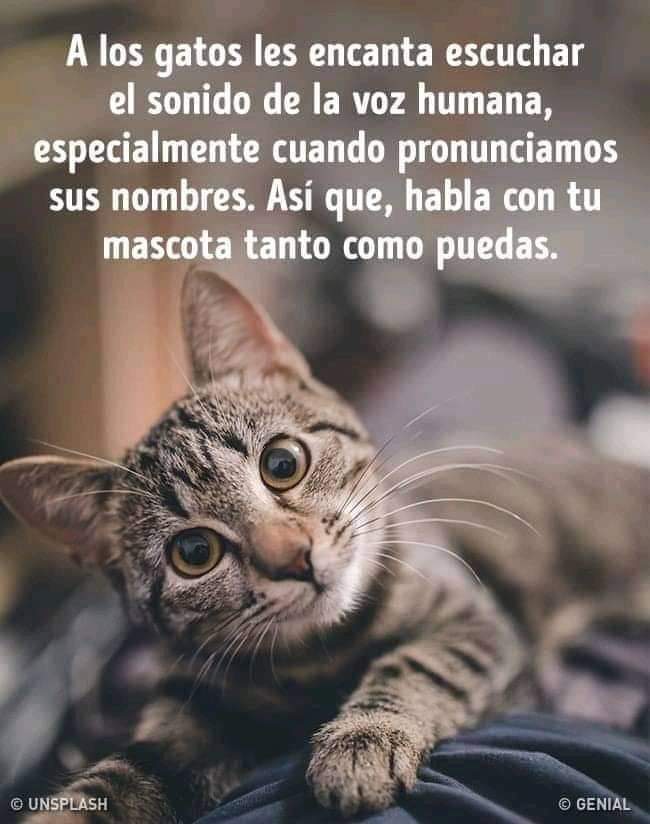 A los gatos les encanta escuchar
el sonido de la voz humana,
especialmente cuando pronunciamos
sus nombres. Así que, habla con tu
mascota tanto como puedas.
© UNSPLASH
© GENIAL